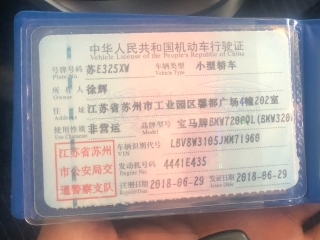 中华人民共和国机动车行驶证
Vehicle License of the People's Republic of China
号牌号码 苏E325XW 车辆类型 小型轿车
Plate No. Vehicle Type
所有人 徐辉
Owner
住址 江苏省苏州市工业园区馨都广场4幢202室
Address
使用性质 非营运 品牌型号 宝马牌BMW7201QL(BMW320
Use Character Model
江苏省苏州市公安局交通警察支队
车辆识别代号 LBV8W3105JMM71960
VIN
发动机号码 4441E435
Engine No.
注册日期 2018-06-29 发证日期 2018-06-29
Register Date Issue Date